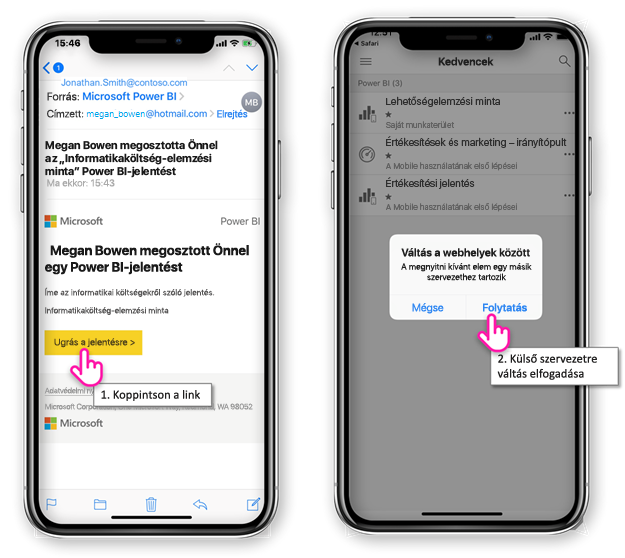 15:46
1
Jonathan.Smith@contoso.com
Forrás: Microsoft Power BI
MB
Címzett: megan_bowen@hotmail.com Elrejtés
Megan Bowen megosztotta Önnel
az „Informatikaköltség-elemzési
minta” Power BI-jelentést
Ma ekkor: 15:43
Microsoft
Power BI
Megan Bowen megosztott Önnel
egy Power BI-jelentést
Íme az informatikai költségekről szóló jelentés.
Informatikaköltség-elemzési minta
Ugrás a jelentésre >
1. Koppintson a link
Adatvédelmi
Microsoft WA 98052
Microsoft
12:51
Safari
Kedvencek
Power BI (3)
Lehetőségelemzési minta
Saját munkaterület
Értékesítések és marketing – irányítópult
A Mobile használatának első lépései
Értékesítési jelentés
A Mobile használatának első lépései
Váltás a webhelyek között
A megnyitni kívánt elem egy másik
szervezethez tartozik
Mégse
Folytatás
2. Külső szervezetre
váltás elfogadása